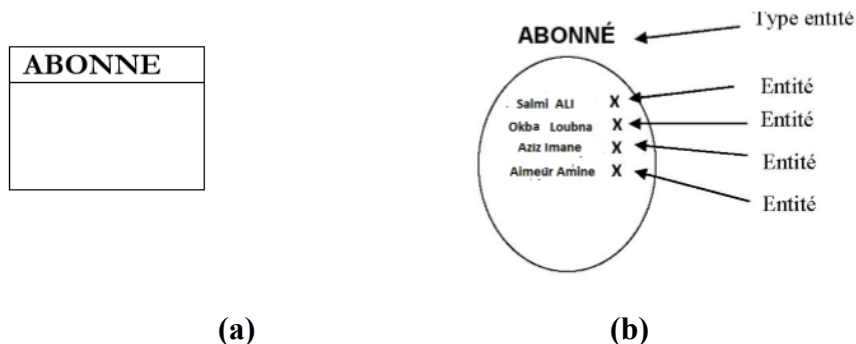 ABONNE
ABONNÉ
Type entité
Salmi ALI X
Entité
Okba Loubna X
Entité
Aziz Imane X
Entité
Aimeur Amine X
Entité
(a)
(b)